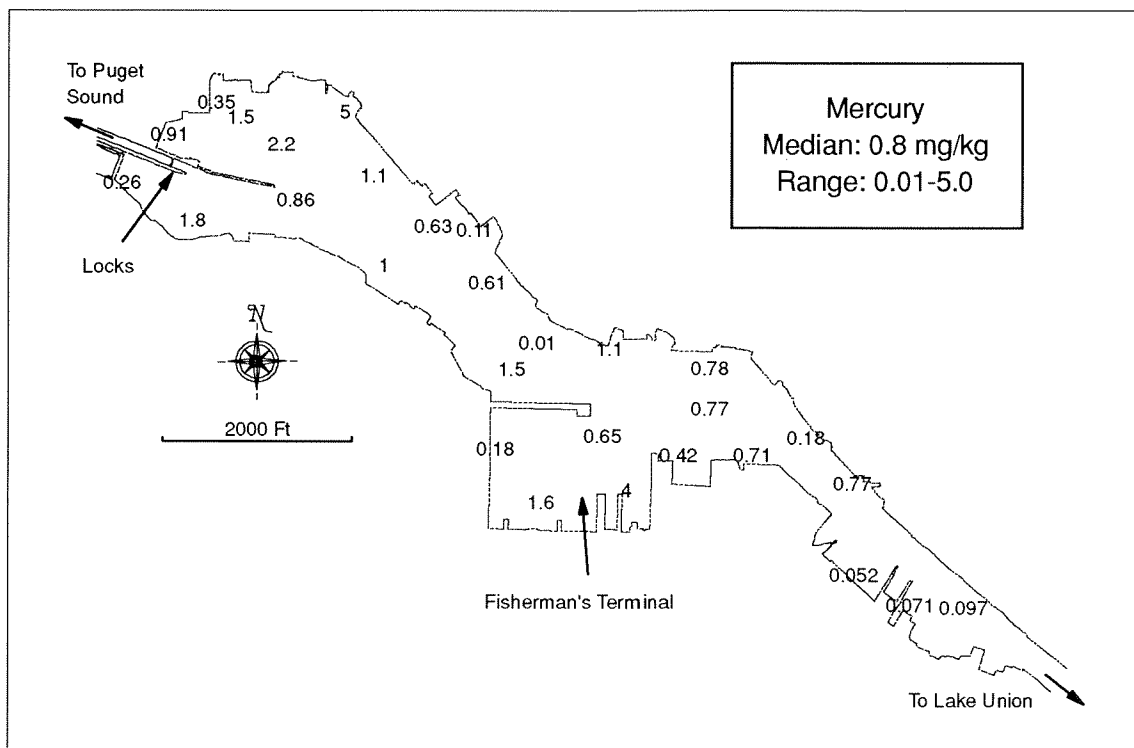 To Puget
Sound
Mercury
Median: 0.8 mg/kg
Range: 0.01-5.0
0.35
1.5
5
0.91
2.2
1.1
0.26
0.86
1.8
0.63
0.11
Locks
1
0.61
N
0.01
1.1
1.5
0.78
2000 Ft
0.77
0.18
0.65
0.18
0.42
0.71
0.77
1.6
4
0.052
Fisherman's Terminal
0.071
0.097
To Lake Union